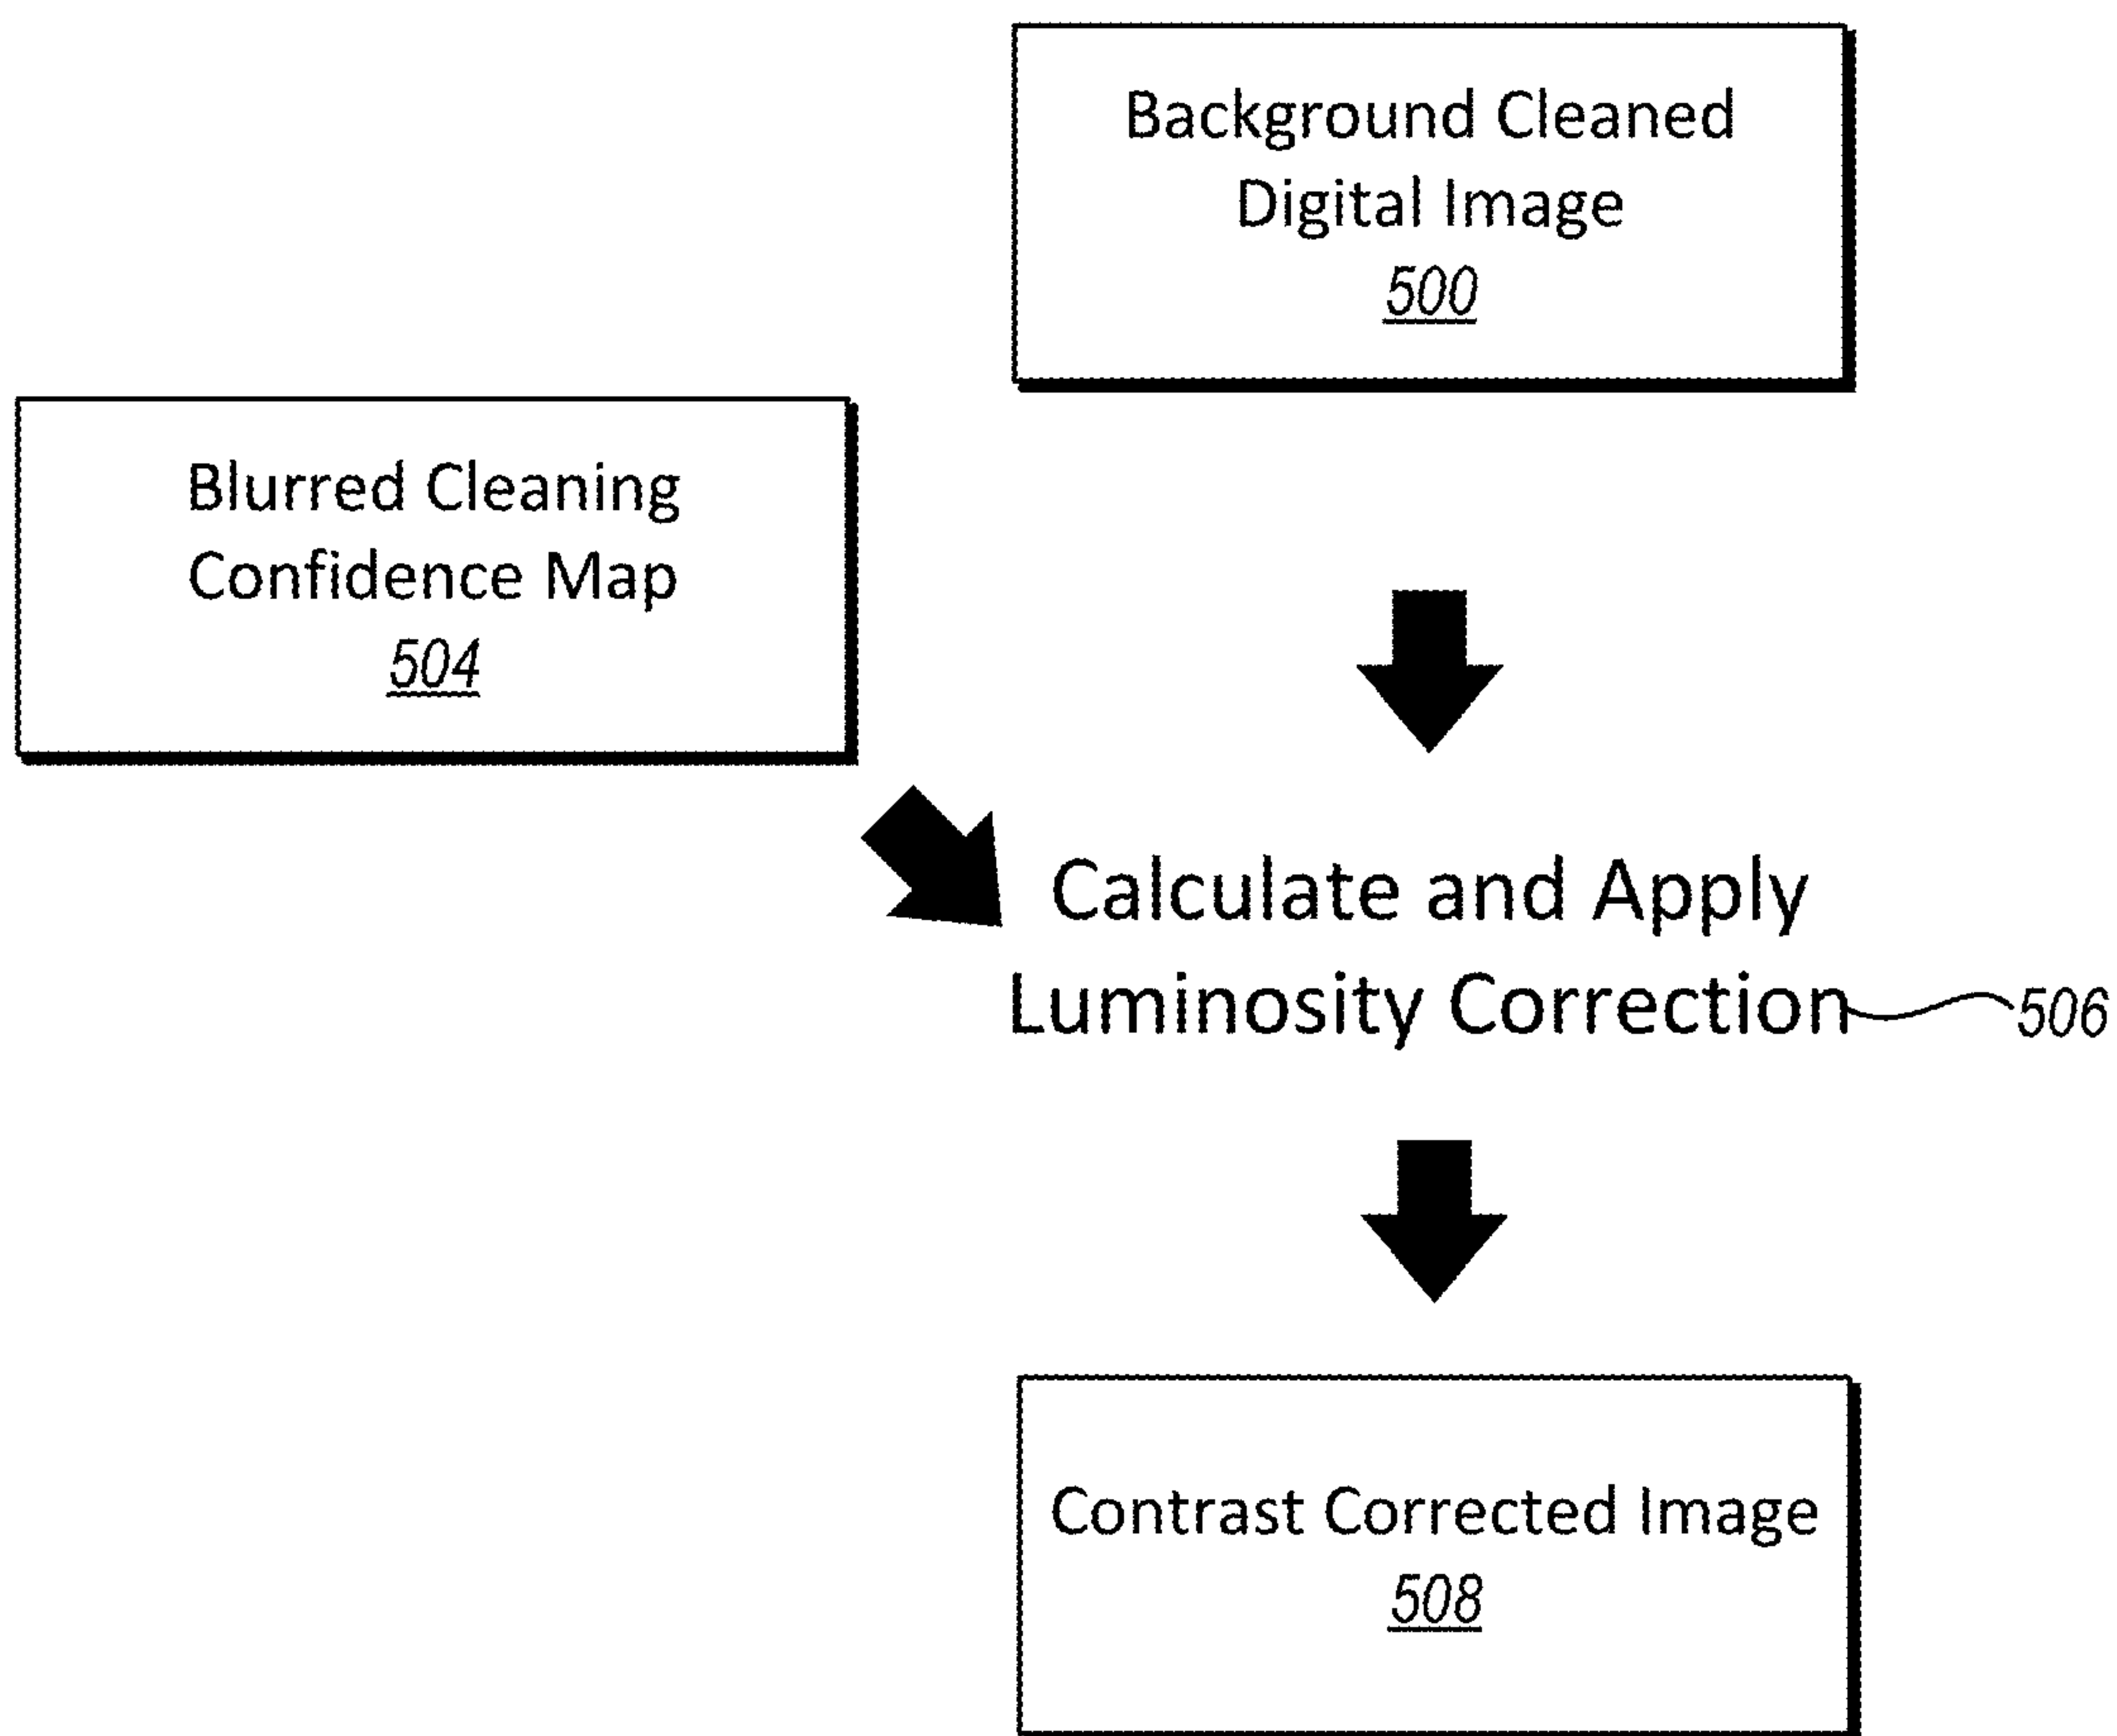 Background Cleaned
Digital Image
500
Blurred Cleaning
Confidence Map
504
Calculate and Apply
Luminosity Correction
506
Contrast Corrected Image
508